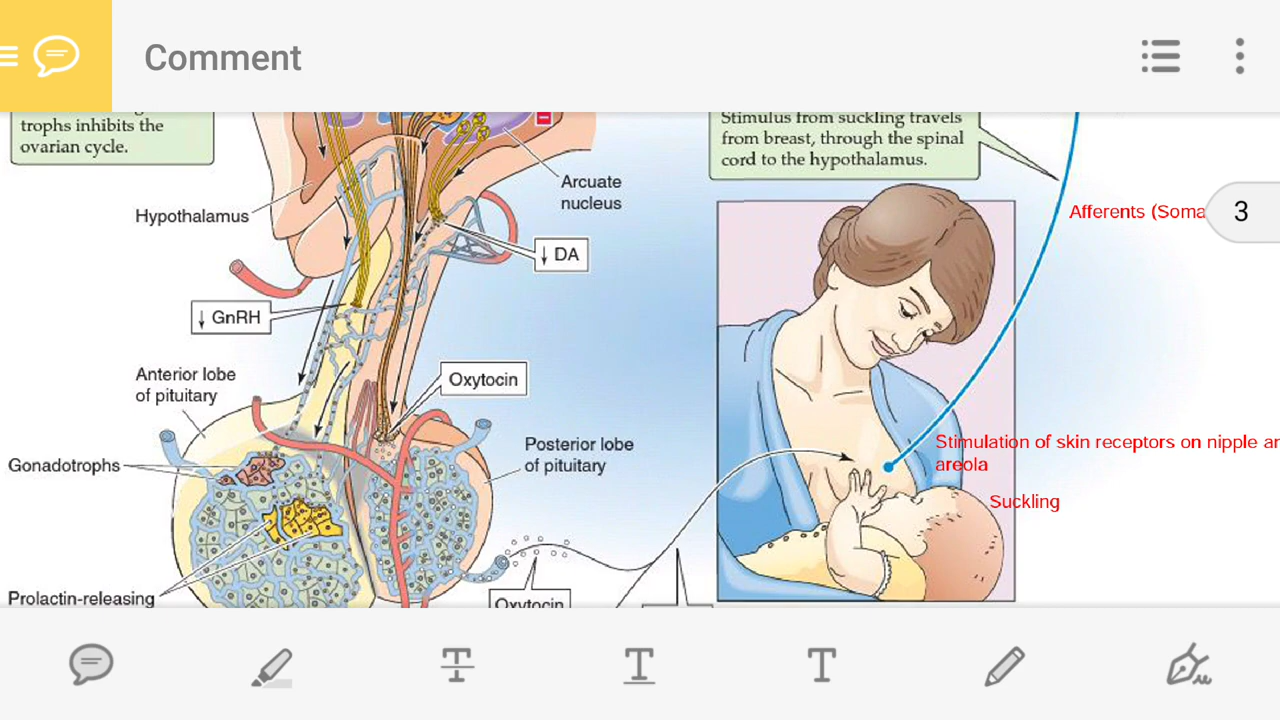 Comment
trophs inhibits the
ovarian cycle.
Stimulus from suckling travels
from breast, through the spinal
cord to the hypothalamus.
Arcuate
nucleus
Hypothalamus
Afferents (Soma
3
↓ DA
↓ GnRH
Anterior lobe
of pituitary
Oxytocin
Posterior lobe
of pituitary
Stimulation of skin receptors on nipple ar
areola
Gonadotrophs
Suckling
Prolactin-releasing
Oxytocin